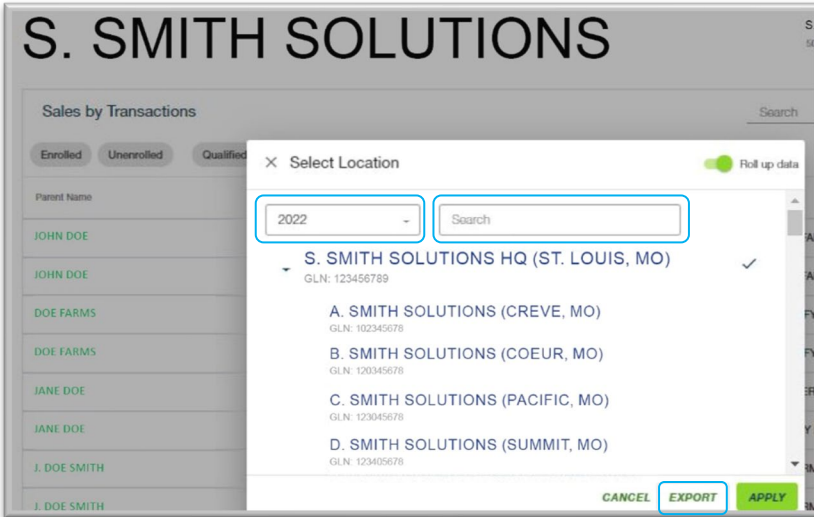 S. SMITH SOLUTIONS
Sales by Transactions
Search
Enrolled Unenrolled Qualified
Parent Name
JOHN DOE
JOHN DOE
DOE FARMS
DOE FARMS
JANE DOE
JANE DOE
J. DOE SMITH
J. DOE SMITH
Select Location
Roll up data
2022
Search
S. SMITH SOLUTIONS HQ (ST. LOUIS, MO)
GLN: 123456789
A. SMITH SOLUTIONS (CREVE, MO)
GLN: 102345678
B. SMITH SOLUTIONS (COEUR, MO)
GLN: 120345678
C. SMITH SOLUTIONS (PACIFIC, MO)
GLN: 123045678
D. SMITH SOLUTIONS (SUMMIT, MO)
GLN: 123405678
CANCEL EXPORT APPLY